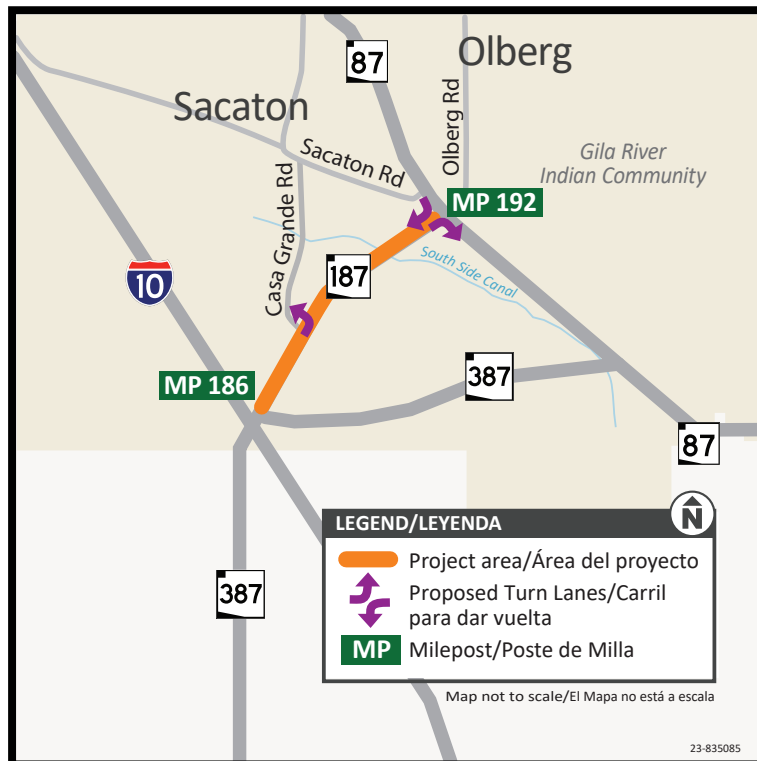 87
Olberg
Sacaton
Olberg Rd
Sacaton Rd
Gila River
Indian Community
MP 192
Casa Grande Rd
South Side Canal
10
187
MP 186
387
87
387
N
LEGEND/LEYENDA
Project area/Área del proyecto
Proposed Turn Lanes/Carril
para dar vuelta
MP Milepost/Poste de Milla
Map not to scale/El Mapa no está a escala
23-835085